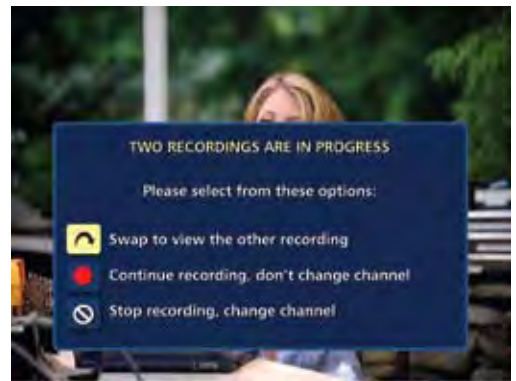 TWO RECORDINGS ARE IN PROGRESS
Please select from these options:
Swap to view the other recording
Continue recording, don't change channel
Stop recording, change channel